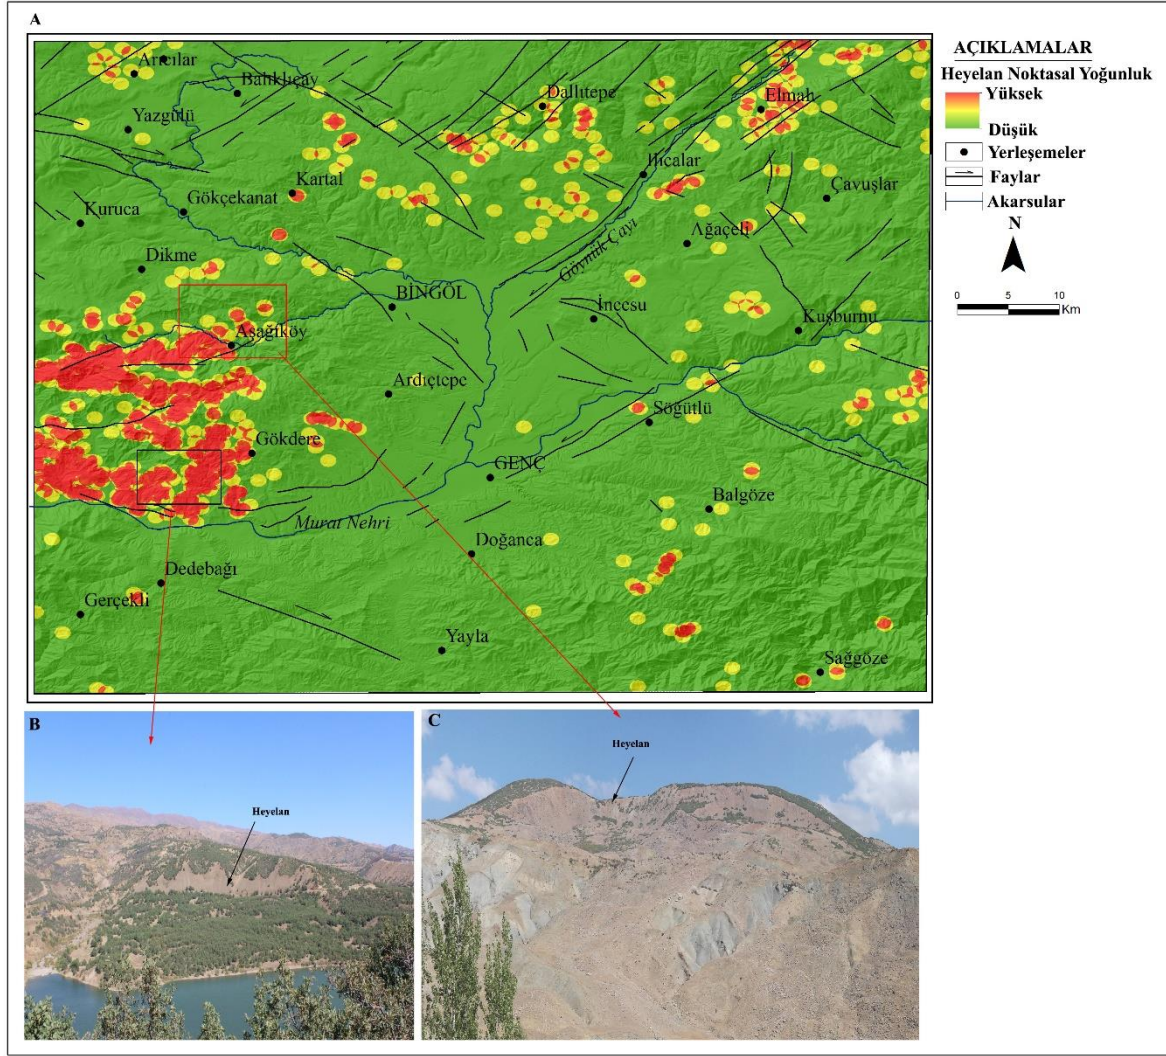 A
AÇIKLAMALAR
Heyelan Noktasal Yoğunluk
Yüksek
Düşük
Yerleşemeler
Faylar
Akarsular
N
0 5 10
Km
Arıcılar
Balıklıçay
Dallıtepe
Elmalı
Yazgülü
Ilıcalar
Kartal
Çavuşlar
Gökçekanat
Kuruca
Ağaçeli
Göynük Çayı
Dikme
BİNGÖL
İncesu
Kuşburnu
Aşağıköy
Ardıçtepe
Söğütlü
Gökdere
GENÇ
Balgöze
Murat Nehri
Doğanca
Dedebağı
Gerçekli
Yayla
Sağgöze
B
Heyelan
C
Heyelan